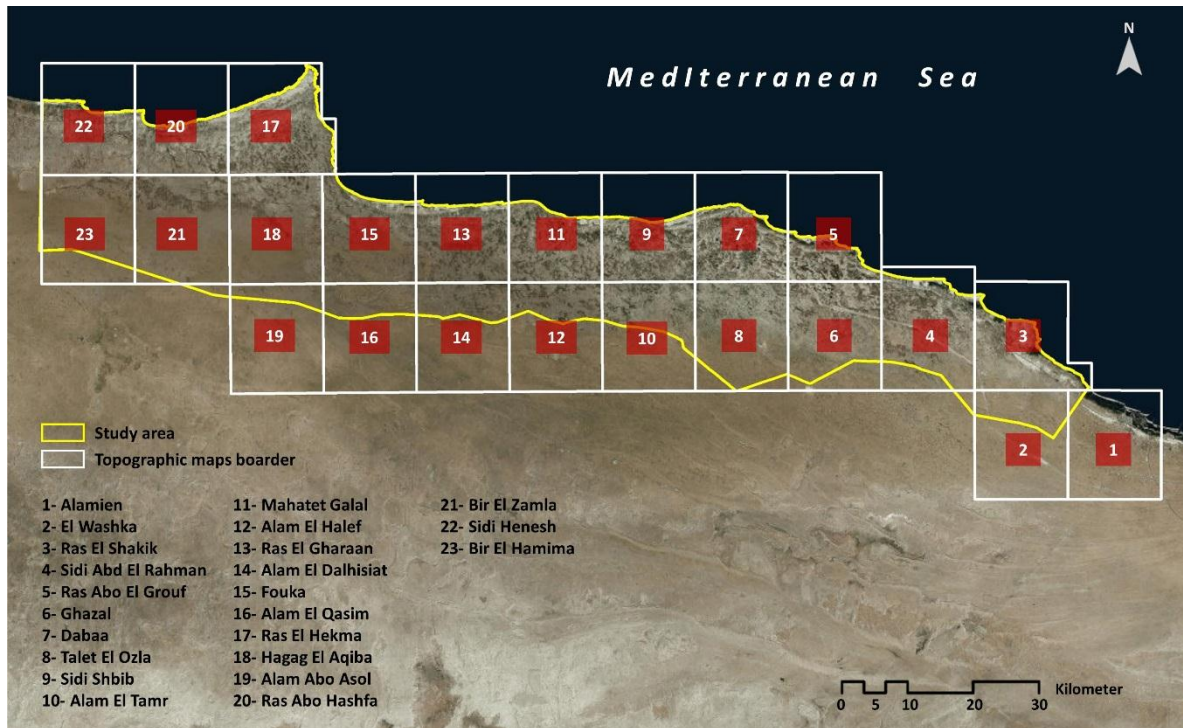 N
MedIterranean Sea
22
20
17
23
21
18
15
13
11
9
7
5
19
16
14
12
10
8
6
4
3
2
1
Study area
Topographic maps boarder
1- Alamien
2- El Washka
3- Ras El Shakik
4- Sidi Abd El Rahman
5- Ras Abo El Grouf
6- Ghazal
7- Dabaa
8- Talet El Ozla
9- Sidi Shbib
10- Alam El Tamr
11- Mahatet Galal
12- Alam El Halef
13- Ras El Gharaan
14- Alam El Dalhisiat
15- Fouka
16- Alam El Qasim
17- Ras El Hekma
18- Hagag El Aqiba
19- Alam Abo Asol
20- Ras Abo Hashfa
21- Bir El Zamla
22- Sidi Henesh
23- Bir El Hamima
Kilometer
0 5 10 20 30